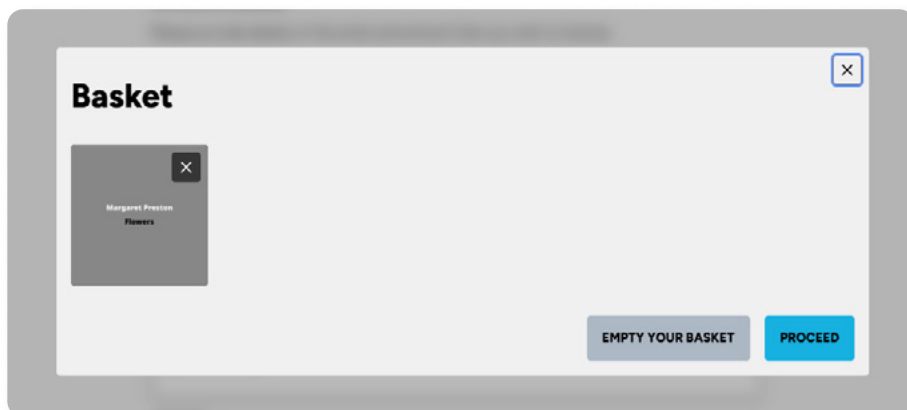 Basket
Margaret Preston
Flowers
EMPTY YOUR BASKET
PROCEED